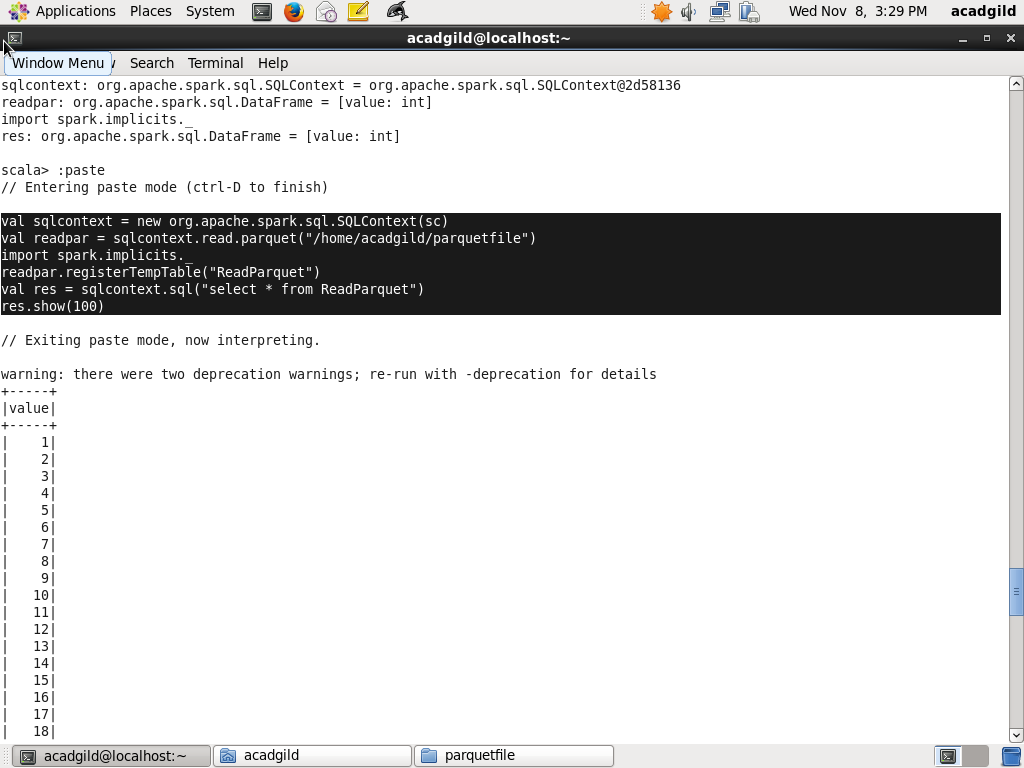 Applications Places System
Wed Nov 8, 3:29 PM acadgild
acadgild@localhost:~
Window Menu Search Terminal Help
sqlcontext: org.apache.spark.sql.SQLContext = org.apache.spark.sql.SQLContext@2d58136
readpar: org.apache.spark.sql.DataFrame = [value: int]
import spark.implicits._
res: org.apache.spark.sql.DataFrame = [value: int]
scala> :paste
// Entering paste mode (ctrl-D to finish)
val sqlcontext = new org.apache.spark.sql.SQLContext(sc)
val readpar = sqlcontext.read.parquet("/home/acadgild/parquetfile")
import spark.implicits._
readpar.registerTempTable("ReadParquet")
val res = sqlcontext.sql("select * from ReadParquet")
res.show(100)
// Exiting paste mode, now interpreting.
warning: there were two deprecation warnings; re-run with -deprecation for details
+-----+
|value|
+-----+
|    1|
|    2|
|    3|
|    4|
|    5|
|    6|
|    7|
|    8|
|    9|
|   10|
|   11|
|   12|
|   13|
|   14|
|   15|
|   16|
|   17|
|   18|
acadgild@localhost:~ acadgild parquetfile